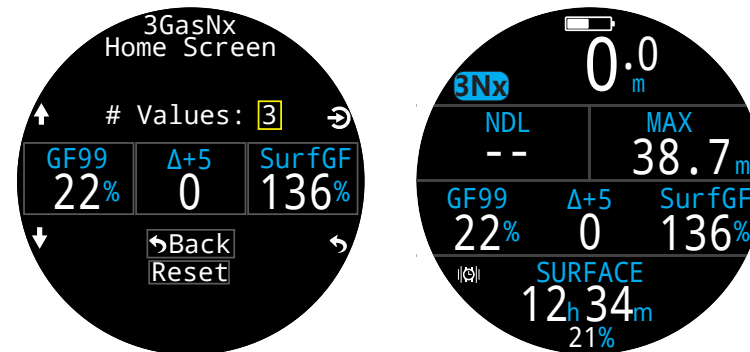 3GasNx
Home Screen
# Values: 3
GF99 Δ+5 SurfGF
22% 0 136%
Back
Reset
0.0
m
3Nx
NDL MAX
-- 38.7m
GF99 Δ+5 SurfGF
22% 0 136%
SURFACE
12h34m
21%